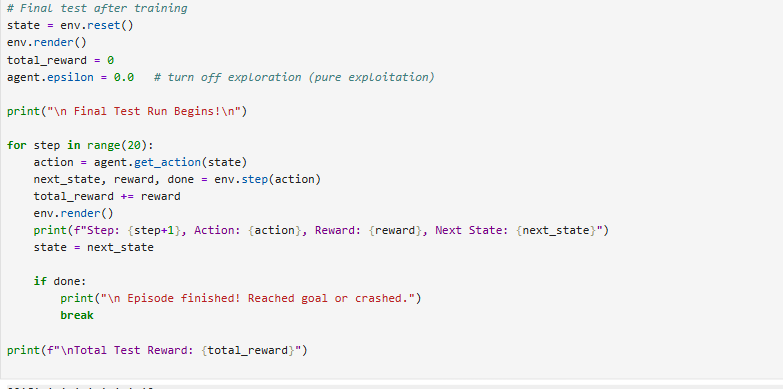 # Final test after training
state = env.reset()
env.render()
total_reward = 0
agent.epsilon = 0.0   # turn off exploration (pure exploitation)

print("\n Final Test Run Begins!\n")

for step in range(20):
    action = agent.get_action(state)
    next_state, reward, done = env.step(action)
    total_reward += reward
    env.render()
    print(f"Step: {step+1}, Action: {action}, Reward: {reward}, Next State: {next_state}")
    state = next_state

    if done:
        print("\n Episode finished! Reached goal or crashed.")
        break

print(f"\nTotal Test Reward: {total_reward}")